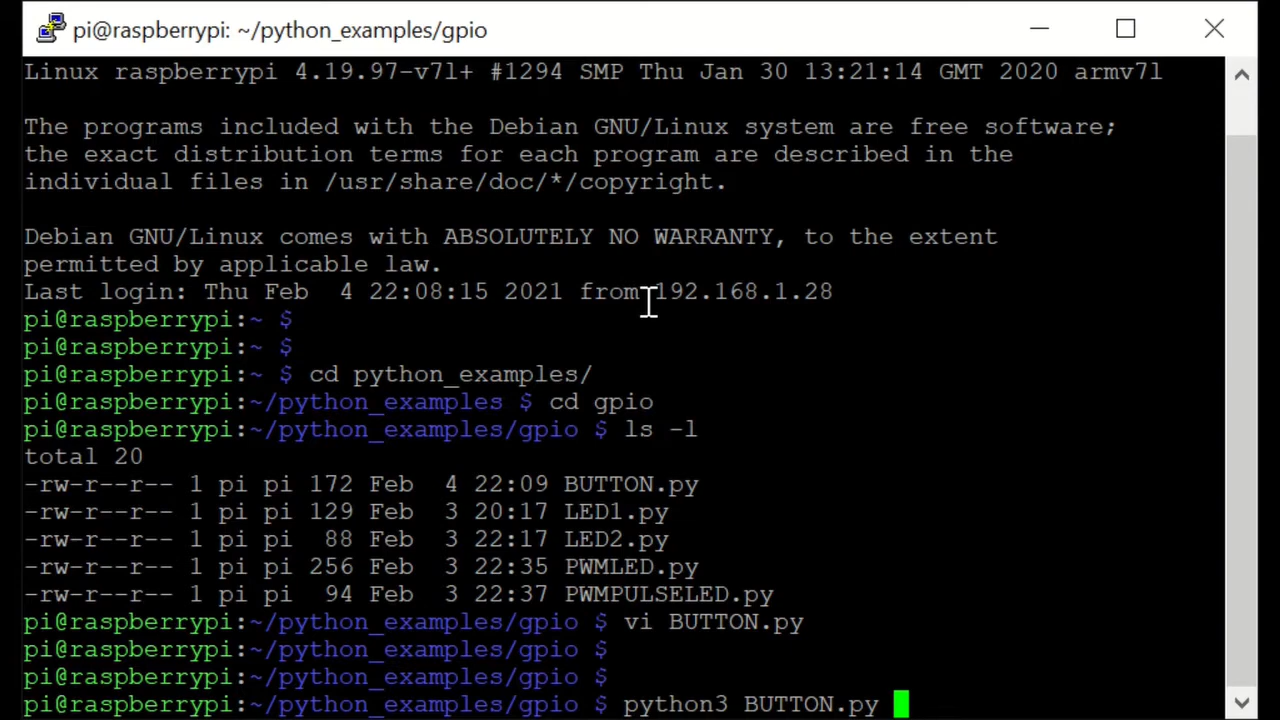 pi@raspberrypi: ~/python_examples/gpio
Linux raspberrypi 4.19.97-v7l+ #1294 SMP Thu Jan 30 13:21:14 GMT 2020 armv7l
The programs included with the Debian GNU/Linux system are free software;
the exact distribution terms for each program are described in the
individual files in /usr/share/doc/*/copyright.
Debian GNU/Linux comes with ABSOLUTELY NO WARRANTY, to the extent
permitted by applicable law.
Last login: Thu Feb  4 22:08:15 2021 from 192.168.1.28
pi@raspberrypi:~ $
pi@raspberrypi:~ $
pi@raspberrypi:~ $ cd python_examples/
pi@raspberrypi:~/python_examples $ cd gpio
pi@raspberrypi:~/python_examples/gpio $ ls -l
total 20
-rw-r--r-- 1 pi pi 172 Feb  4 22:09 BUTTON.py
-rw-r--r-- 1 pi pi 129 Feb  3 20:17 LED1.py
-rw-r--r-- 1 pi pi  88 Feb  3 22:17 LED2.py
-rw-r--r-- 1 pi pi 256 Feb  3 22:35 PWMLED.py
-rw-r--r-- 1 pi pi  94 Feb  3 22:37 PWMPULSELED.py
pi@raspberrypi:~/python_examples/gpio $ vi BUTTON.py
pi@raspberrypi:~/python_examples/gpio $
pi@raspberrypi:~/python_examples/gpio $
pi@raspberrypi:~/python_examples/gpio $ python3 BUTTON.py